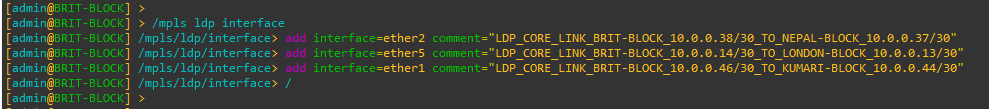 [admin@BRIT-BLOCK] >
[admin@BRIT-BLOCK] > /mpls ldp interface
[admin@BRIT-BLOCK] /mpls/ldp/interface> add interface=ether2 comment="LDP_CORE_LINK_BRIT-BLOCK_10.0.0.38/30_TO_NEPAL-BLOCK_10.0.0.37/30"
[admin@BRIT-BLOCK] /mpls/ldp/interface> add interface=ether5 comment="LDP_CORE_LINK_BRIT-BLOCK_10.0.0.14/30_TO_LONDON-BLOCK_10.0.0.13/30"
[admin@BRIT-BLOCK] /mpls/ldp/interface> add interface=ether1 comment="LDP_CORE_LINK_BRIT-BLOCK_10.0.0.46/30_TO_KUMARI-BLOCK_10.0.0.44/30"
[admin@BRIT-BLOCK] /mpls/ldp/interface> /
[admin@BRIT-BLOCK] >